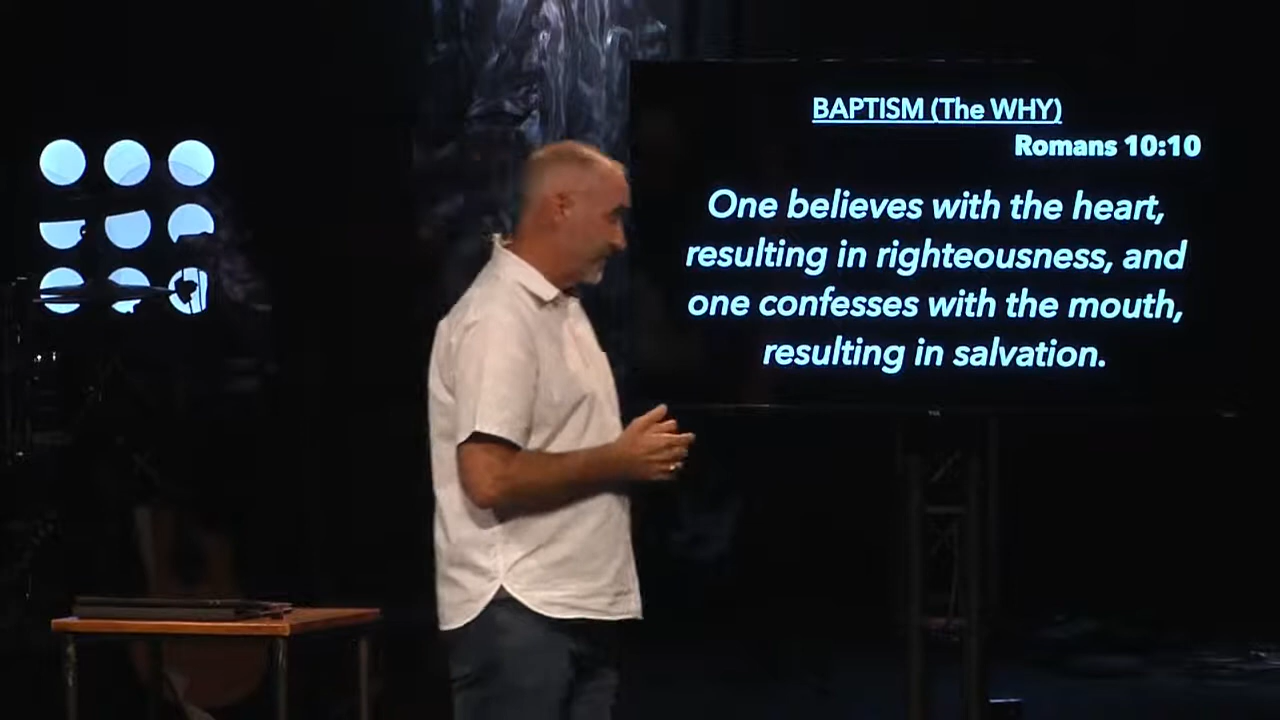 BAPTISM (The WHY)
Romans 10:10
One believes with the heart,
resulting in righteousness, and
one confesses with the mouth,
resulting in salvation.